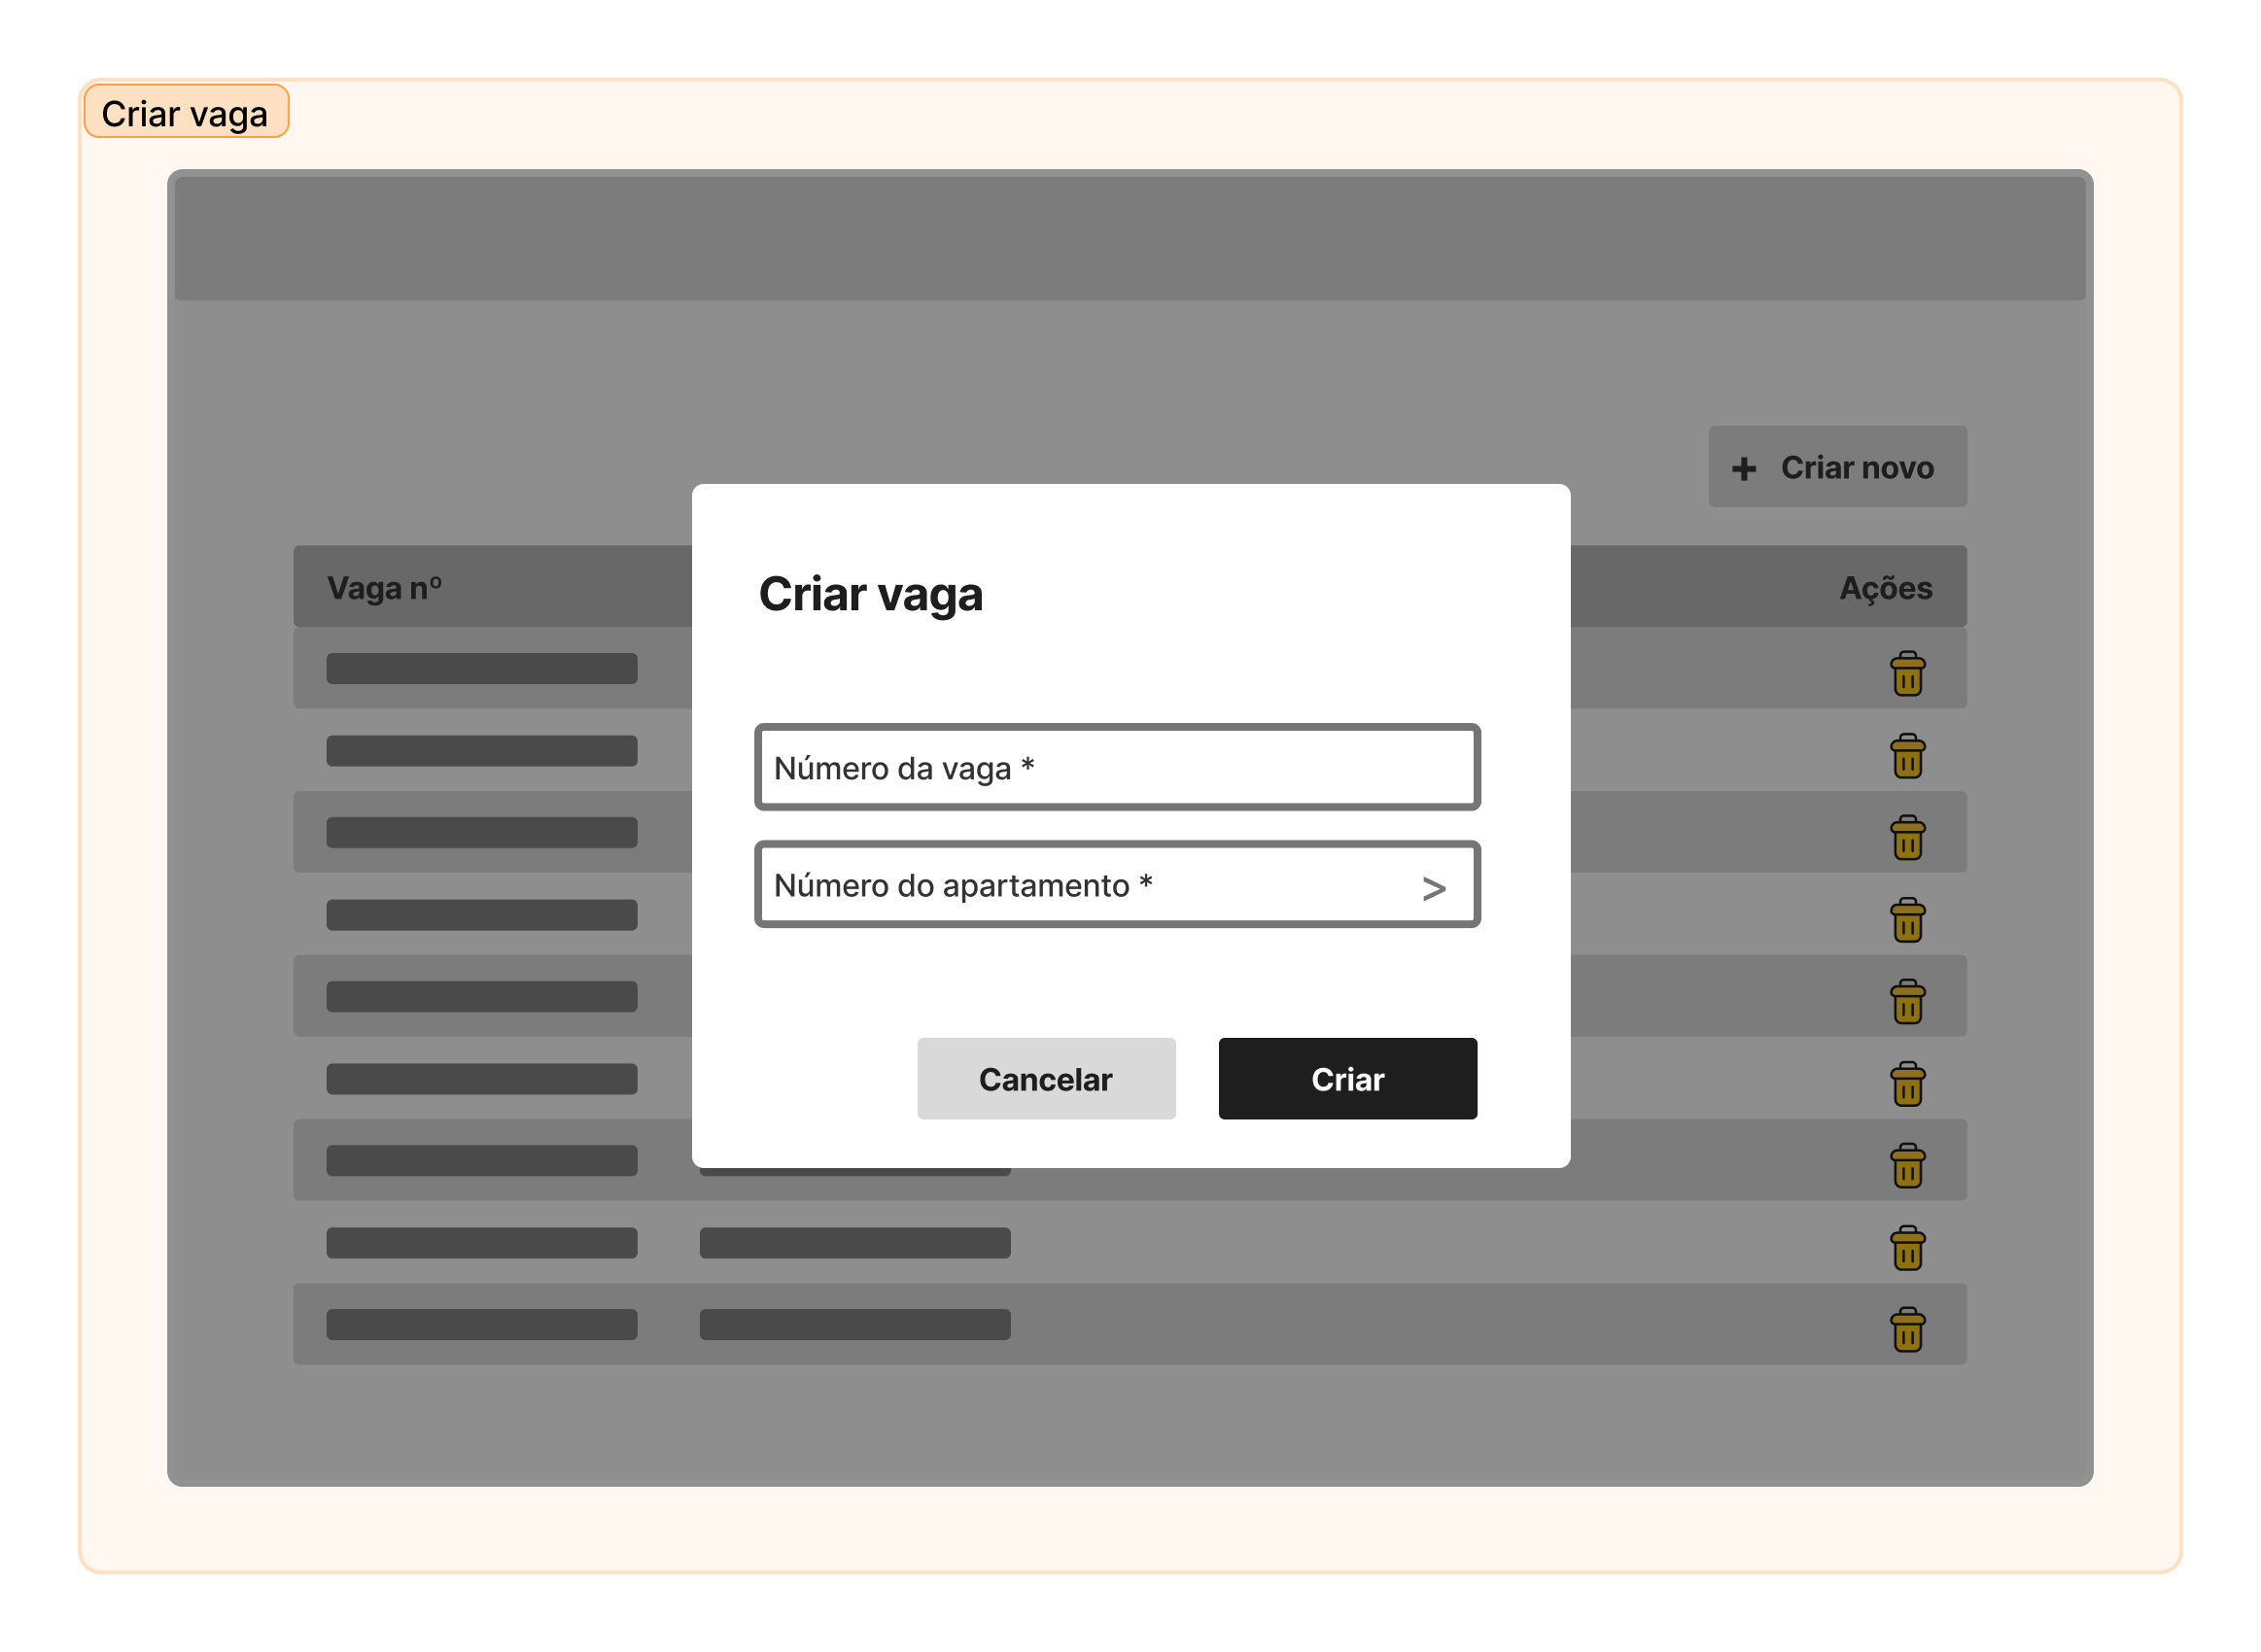 Criar vaga
+ Criar novo
Vaga nº
Ações
Criar vaga
Número da vaga *
Número do apartamento *
>
Cancelar
Criar